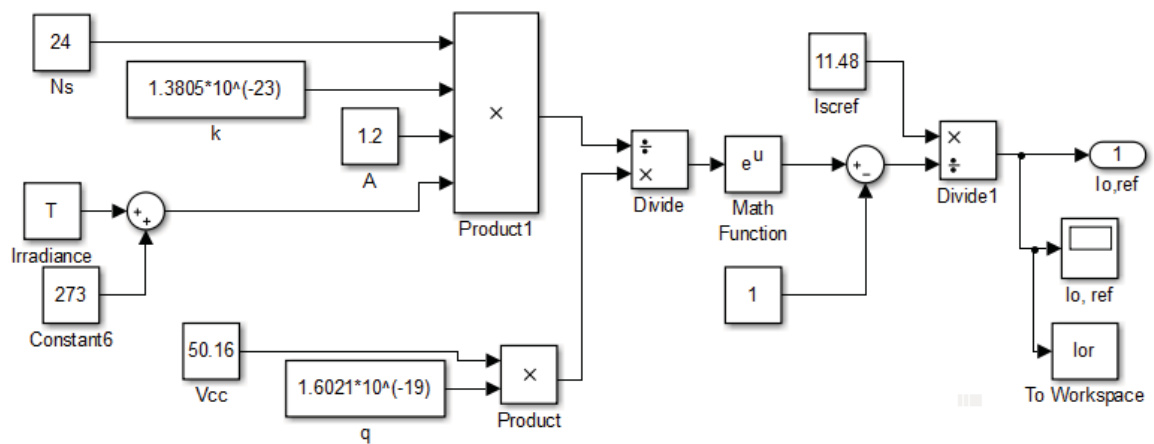 24
Ns
1.3805*10^(-23)
k
1.2
A
T
Irradiance
273
Constant6
+
+
×
Product1
50.16
Vcc
1.6021*10^(-19)
q
×
Product
÷
×
Divide
e^u
Math
Function
1
+
−
11.48
Iscref
×
÷
Divide1
1
Io,ref
Io, ref
Ior
To Workspace